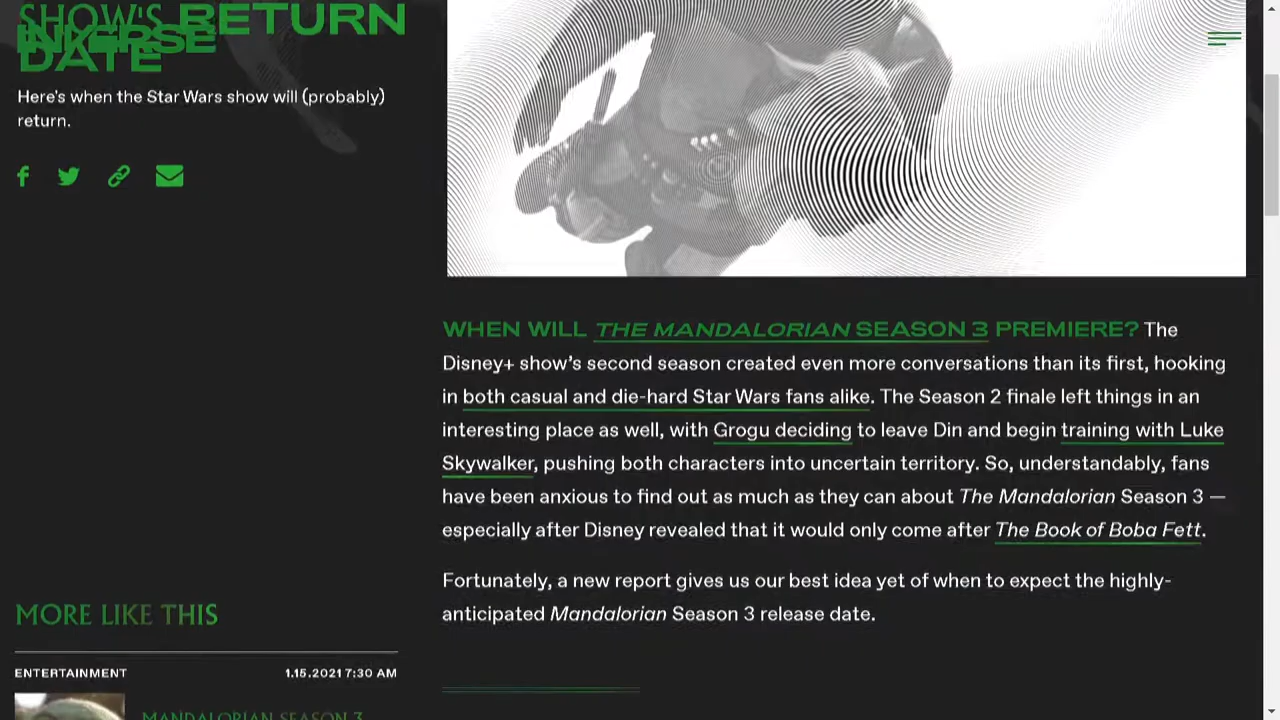 SHOW'S RETURN
INVERSE
DATE
Here's when the Star Wars show will (probably)
return.
WHEN WILL THE MANDALORIAN SEASON 3 PREMIERE? The
Disney+ show’s second season created even more conversations than its first, hooking
in both casual and die-hard Star Wars fans alike. The Season 2 finale left things in an
interesting place as well, with Grogu deciding to leave Din and begin training with Luke
Skywalker, pushing both characters into uncertain territory. So, understandably, fans
have been anxious to find out as much as they can about The Mandalorian Season 3 —
especially after Disney revealed that it would only come after The Book of Boba Fett.
Fortunately, a new report gives us our best idea yet of when to expect the highly-
anticipated Mandalorian Season 3 release date.
MORE LIKE THIS
ENTERTAINMENT 1.15.2021 7:30 AM
MANDALORIAN SEASON 3